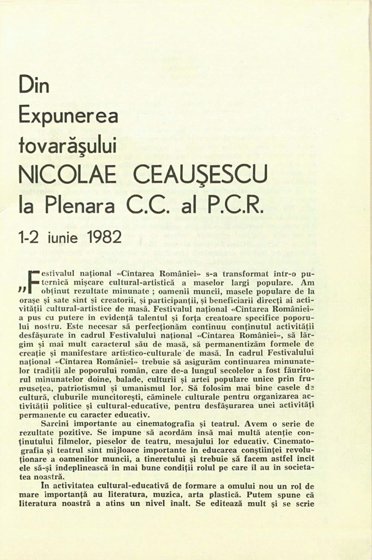 Din
Expunerea
tovarăşului
NICOLAE CEAUŞESCU
la Plenara C.C. al P.C.R.
1-2 iunie 1982
„Festivalul naţional «Cîntarea României» s-a transformat într-o pu-
ternică mişcare cultural-artistică a maselor largi populare. Am
obţinut rezultate minunate ; oamenii muncii, masele populare de la
oraşe şi sate sînt şi creatorii, şi participanţii, şi beneficiarii direcţi ai acti-
vităţii cultural-artistice de masă. Festivalul naţional «Cîntarea României»
a pus cu putere în evidenţă talentul şi forţa creatoare specifice poporu-
lui nostru. Este necesar să perfecţionăm continuu conţinutul activităţii
desfăşurate în cadrul Festivalului naţional «Cîntarea României», să lăr-
gim şi mai mult caracterul său de masă, să permanentizăm formele de
creaţie şi manifestare artistico-culturale de masă. În cadrul Festivalului
naţional «Cîntarea României» trebuie să asigurăm continuarea minunate-
lor tradiţii ale poporului român, care de-a lungul secolelor a fost făurito-
rul minunatelor doine, balade, culturii şi artei populare unice prin fru-
museţea, patriotismul şi umanismul lor. Să folosim mai bine casele de
cultură, cluburile muncitoreşti, căminele culturale pentru organizarea ac-
tivităţii politice şi cultural-educative, pentru desfăşurarea unei activităţi
permanente cu caracter educativ.
Sarcini importante au cinematografia şi teatrul. Avem o serie de
rezultate pozitive. Se impune să acordăm însă mai multă atenţie con-
ţinutului filmelor, pieselor de teatru, mesajului lor educativ. Cinemato-
grafia şi teatrul sînt mijloace importante în educarea conştiinţei revolu-
ţionare a oamenilor muncii, a tineretului şi trebuie să facem astfel încît
ele să-şi îndeplinească în mai bune condiţii rolul pe care îl au în societa-
tea noastră.
În activitatea cultural-educativă de formare a omului nou un rol de
mare importanţă au literatura, muzica, arta plastică. Putem spune că
literatura noastră a atins un nivel înalt. Se editează mult şi se scrie